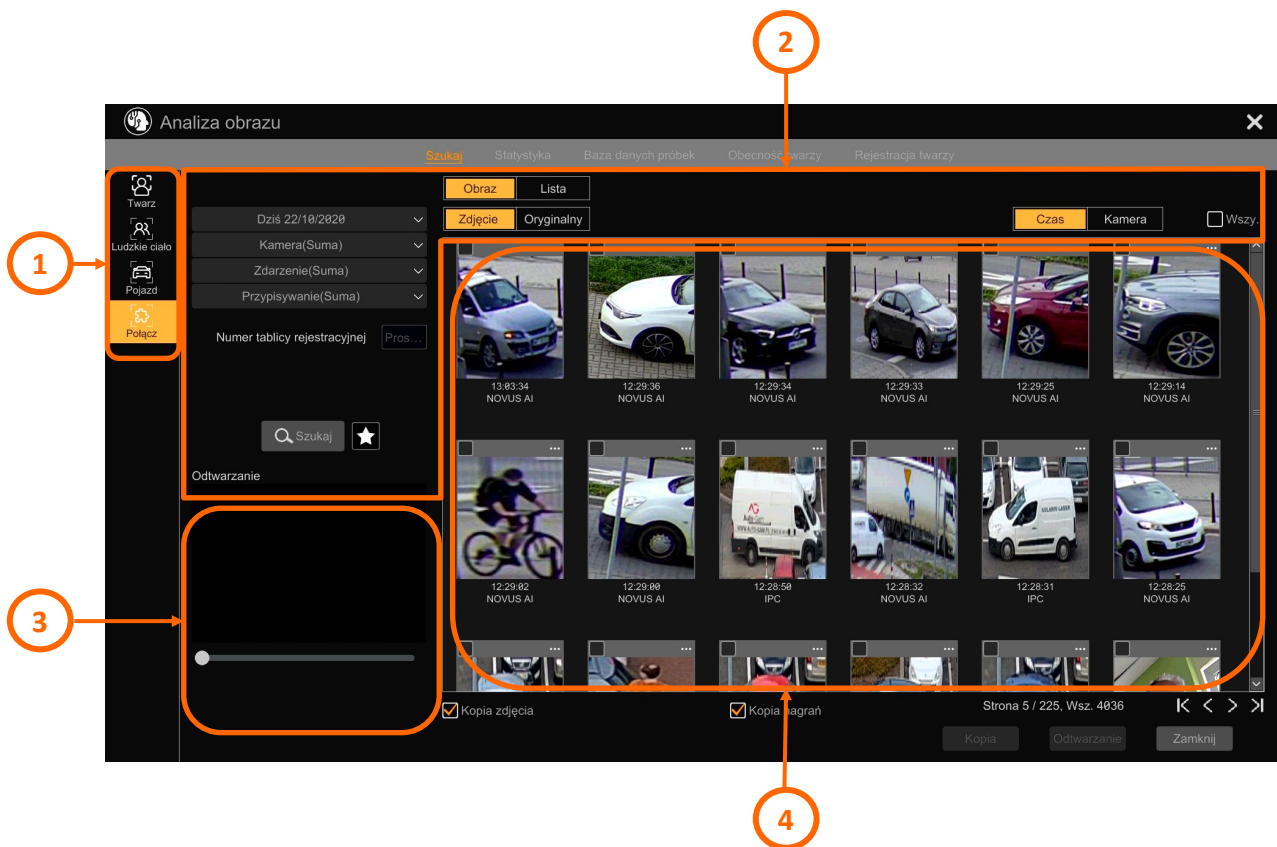 2
Analiza obrazu
Szukaj Statystyka Baza danych próbek Obecność twarzy Rejestracja twarzy
Twarz
Ludzkie ciało
Pojazd
Połącz
1
Obraz Lista
Zdjęcie Oryginalny
Czas Kamera Wszy.
Dziś 22/10/2020
Kamera(Suma)
Zdarzenie(Suma)
Przypisywanie(Suma)
Numer tablicy rejestracyjnej Pros...
Szukaj
Odtwarzanie
13:03:34 12:29:36 12:29:34 12:29:33 12:29:25 12:29:14
NOVUS AI NOVUS AI NOVUS AI NOVUS AI NOVUS AI NOVUS AI
AG
Auto-Gum
SOLARIS LASER
12:29:02 12:29:00 12:28:50 12:28:32 12:28:31 12:28:25
NOVUS AI NOVUS AI IPC NOVUS AI IPC NOVUS AI
3
Kopia zdjęcia Kopia nagrań Strona 5 / 225, Wsz. 4036
Kopia Odtwarzanie Zamknij
4